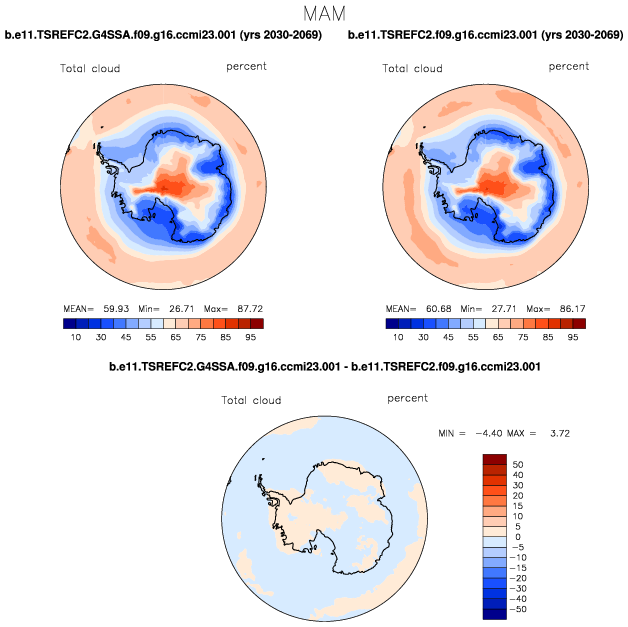 MAM
b.e11.TSREFC2.G4SSA.f09.g16.ccmi23.001 (yrs 2030-2069)
b.e11.TSREFC2.f09.g16.ccmi23.001 (yrs 2030-2069)
Total cloud percent
Total cloud percent
MEAN= 59.93 Min= 26.71 Max= 87.72
MEAN= 60.68 Min= 27.71 Max= 86.17
10 30 45 55 65 75 85 95
10 30 45 55 65 75 85 95
b.e11.TSREFC2.G4SSA.f09.g16.ccmi23.001 - b.e11.TSREFC2.f09.g16.ccmi23.001
Total cloud percent
MIN = -4.40 MAX = 3.72
50
40
30
20
15
10
5
0
-5
-10
-15
-20
-30
-40
-50